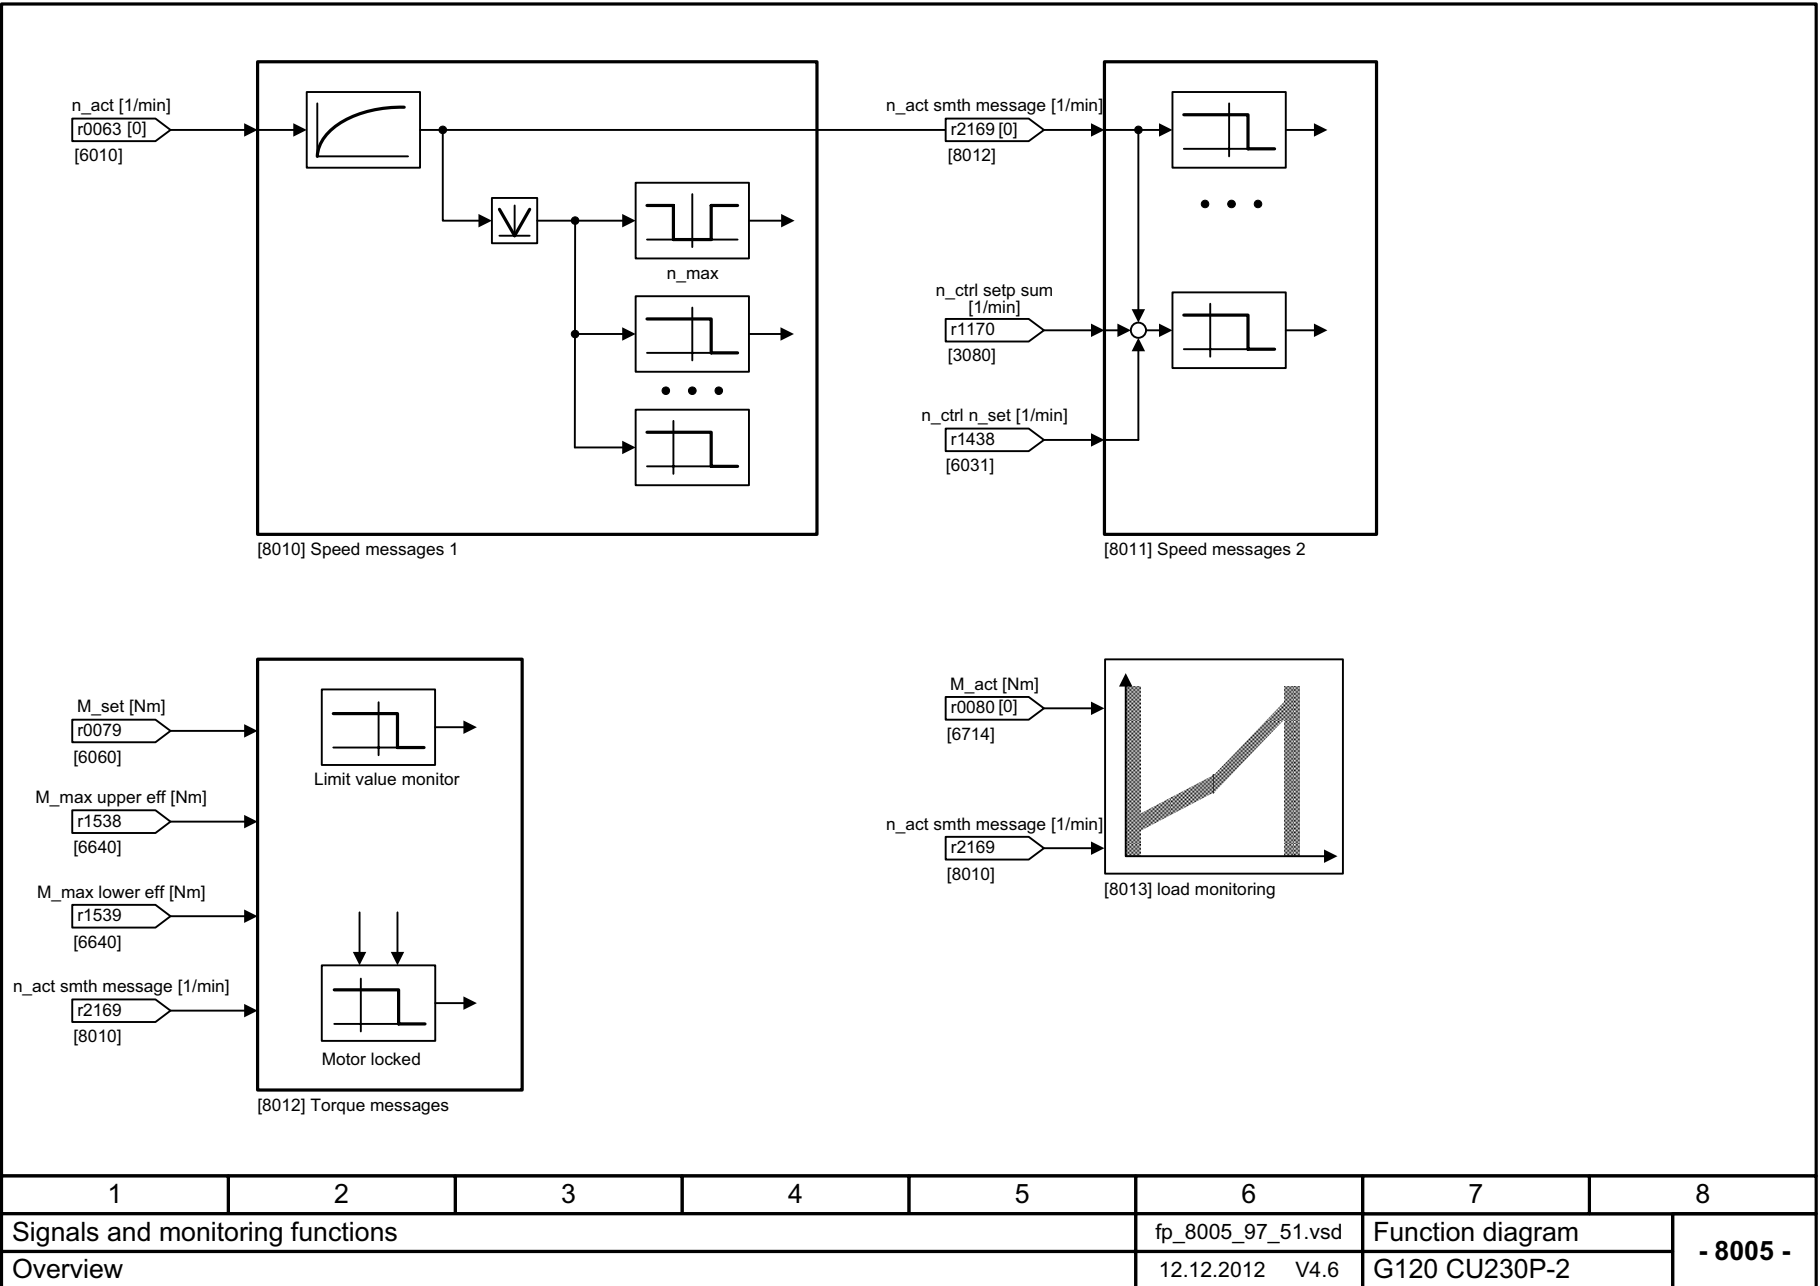 n_act [1/min]
r0063 [0]
[6010]
n_max
[8010] Speed messages 1
n_act smth message [1/min]
r2169 [0]
[8012]
n_ctrl setp sum
[1/min]
r1170
[3080]
n_ctrl n_set [1/min]
r1438
[6031]
[8011] Speed messages 2
M_set [Nm]
r0079
[6060]
M_max upper eff [Nm]
r1538
[6640]
M_max lower eff [Nm]
r1539
[6640]
n_act smth message [1/min]
r2169
[8010]
Limit value monitor
Motor locked
[8012] Torque messages
M_act [Nm]
r0080 [0]
[6714]
n_act smth message [1/min]
r2169
[8010]
[8013] load monitoring
1 2 3 4 5 6 7 8
Signals and monitoring functions
fp_8005_97_51.vsd
Function diagram
- 8005 -
Overview
12.12.2012 V4.6
G120 CU230P-2